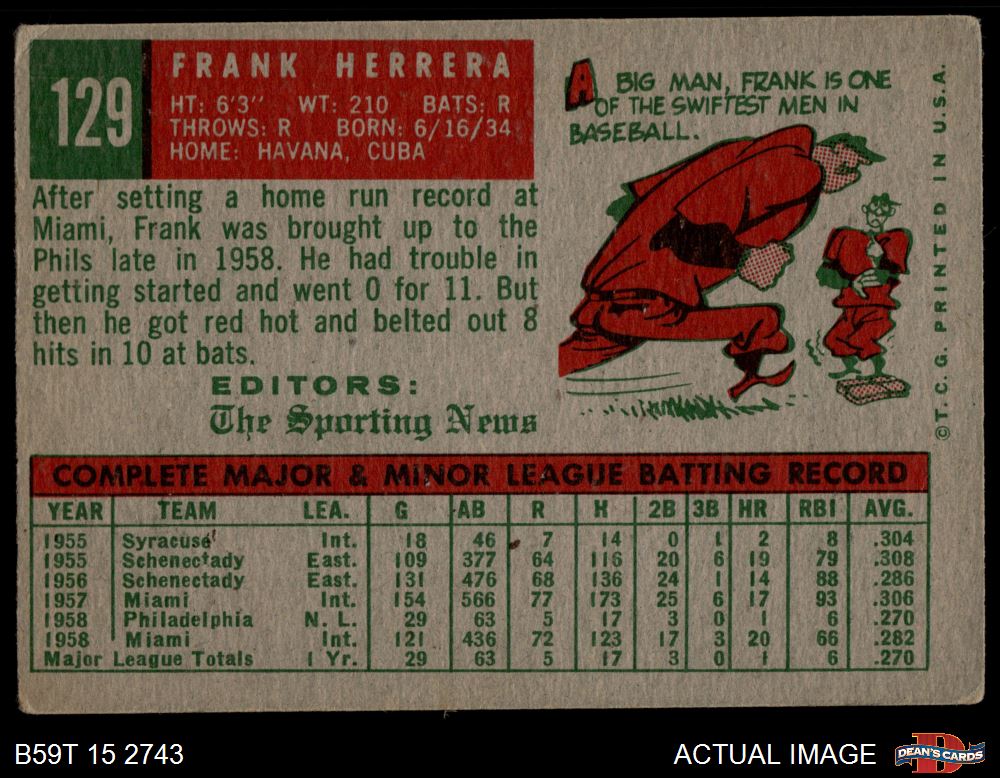 129
FRANK HERRERA
HT: 6'3" WT: 210 BATS: R
THROWS: R BORN: 6/16/34
HOME: HAVANA, CUBA
After setting a home run record at
Miami, Frank was brought up to the
Phils late in 1958. He had trouble in
getting started and went 0 for 11. But
then he got red hot and belted out 8
hits in 10 at bats.
EDITORS:
The Sporting News
A BIG MAN, FRANK IS ONE
OF THE SWIFTEST MEN IN
BASEBALL.
©T.C.G. PRINTED IN U.S.A.
COMPLETE MAJOR & MINOR LEAGUE BATTING RECORD
YEAR TEAM LEA. G AB R H 2B 3B HR RBI AVG.
1955 Syracuse Int. 18 46 7 14 0 1 2 8 .304
1955 Schenectady East. 109 377 64 116 20 6 19 79 .308
1956 Schenectady East. 131 476 68 136 24 1 14 88 .286
1957 Miami Int. 154 566 77 173 25 6 17 93 .306
1958 Philadelphia N. L. 29 63 5 17 3 0 1 6 .270
1958 Miami Int. 121 436 72 123 17 3 20 66 .282
Major League Totals 1 Yr. 29 63 5 17 3 0 1 6 .270
B59T 15 2743
ACTUAL IMAGE
DEAN'S CARDS